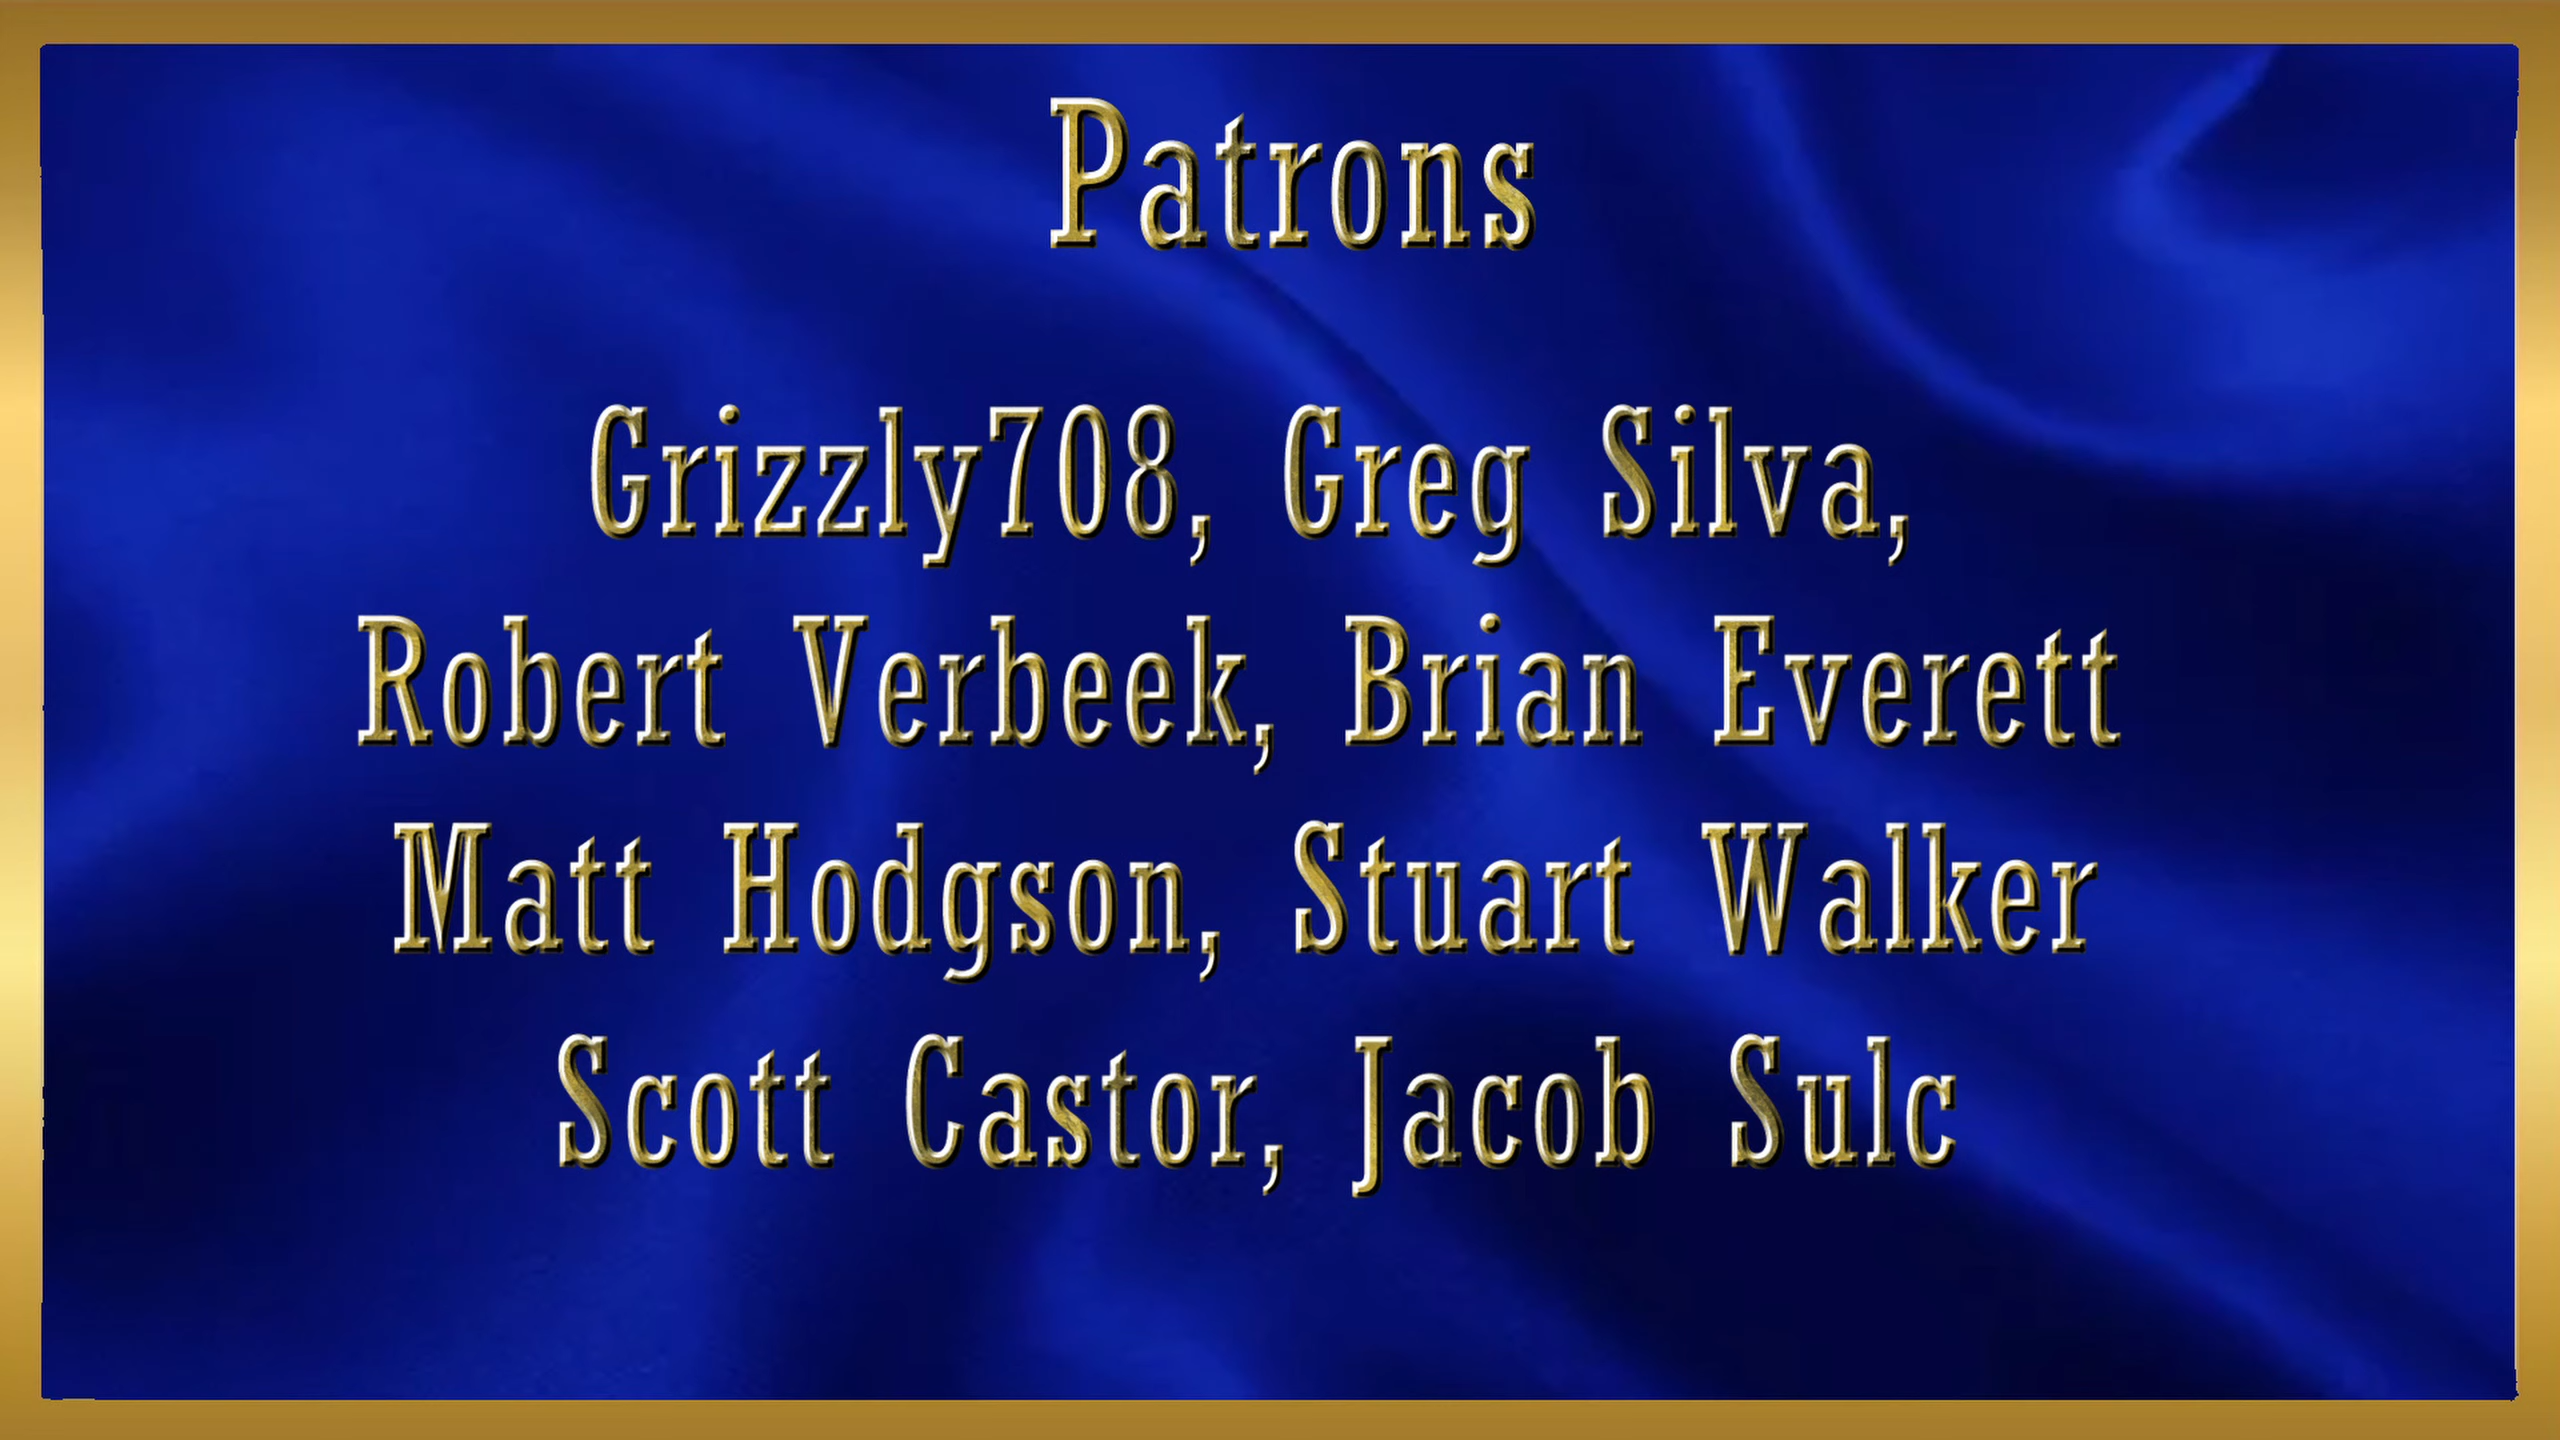 Patrons
Grizzly708, Greg Silva,
Robert Verbeek, Brian Everett
Matt Hodgson, Stuart Walker
Scott Castor, Jacob Sulc